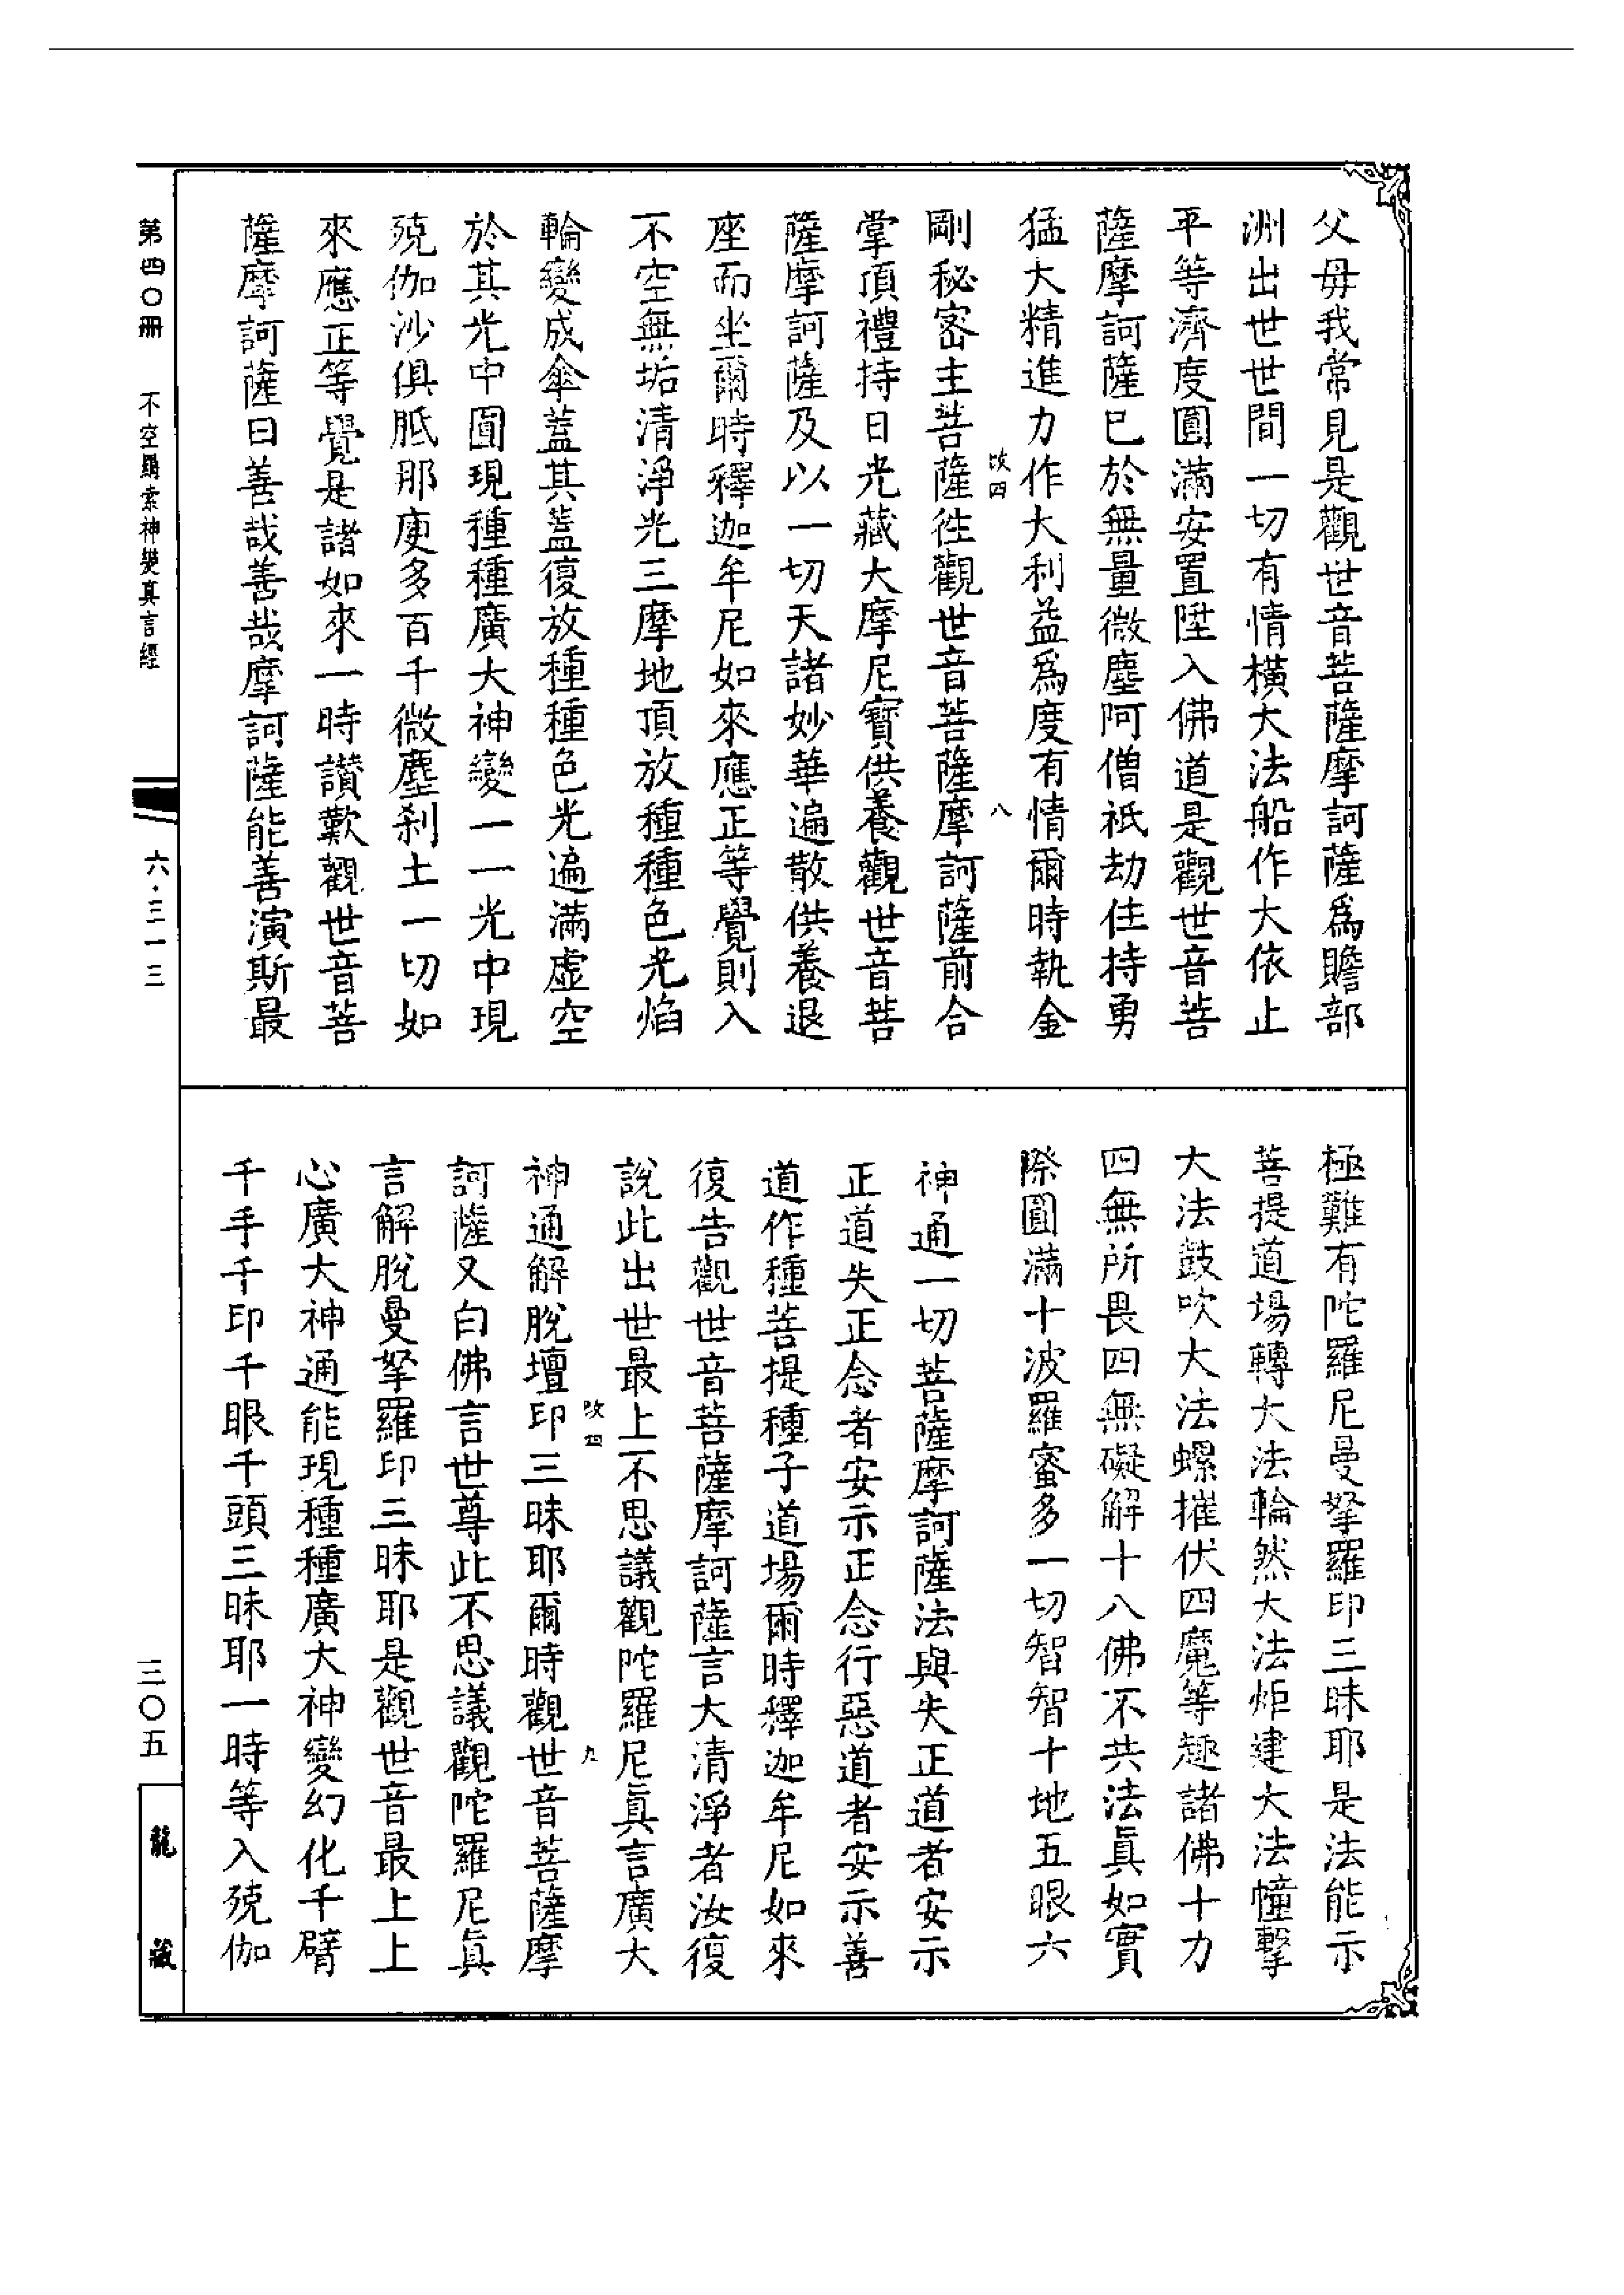 父毋我常見是觀世音菩薩摩訶薩爲贍部
洲出世世間一切有情橫大法船作大依止
平等濟度圓滿安置陞入佛道是觀世音菩
薩摩訶薩巳於無量微塵阿僧祇劫住持勇
猛大精進力作大利益爲度有情爾時執金
改四 八
剛秘密主菩薩徃觀世音菩薩摩訶薩前合
掌頂禮持日光藏大摩尼寶供養觀世音菩
薩摩訶薩及以一切天諸妙華遍散供養退
座而坐爾時釋迦牟尼如來應正等覺則入
不空無垢清淨光三摩地頂放種種色光焰
輪變成傘蓋其蓋復放種種色光遍滿虛空
於其光中圓現種種廣大神變一一光中現
殑伽沙俱胝那庾多百千微塵刹土一切如
來應正等覺是諸如來一時讃歎觀世音菩
薩摩訶薩曰善哉善哉摩訶薩能善演斯最
極難有陀羅尼曼拏羅印三昧耶是法能示
菩提道場轉大法輪然大法炬建大法幢擊
大法鼓吹大法螺摧伏四魔等趣諸佛十力
四無所畏四無礙解十八佛不共法眞如實
際圓滿十波羅蜜多一切智智十地五眼六
神通一切菩薩摩訶薩法與失正道者安示
正道失正念者安示正念行惡道者安示善
道作種菩提種子道場爾時釋迦牟尼如來
復告觀世音菩薩摩訶薩言大清淨者汝復
說此出世最上不思議觀陀羅尼眞言廣大
改四 九
神通解脫壇印三昧耶爾時觀世音菩薩摩
訶薩又白佛言世尊此不思議觀陀羅尼眞
言解脫曼拏羅印三昧耶是觀世音最上上
心廣大神通能現種種廣大神變幻化千臂
千手千印千眼千頭三昧耶一時等入殑伽
第四〇冊 不空羂索神變真言經
六·三一三
三〇五
龍藏